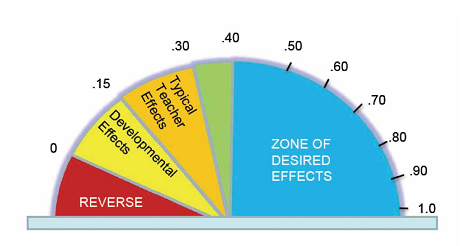 .40
.30
.50
.60
.15
.70
Typical
Teacher
Effects
Developmental
Effects
.80
0
ZONE OF
DESIRED
EFFECTS
.90
REVERSE
1.0